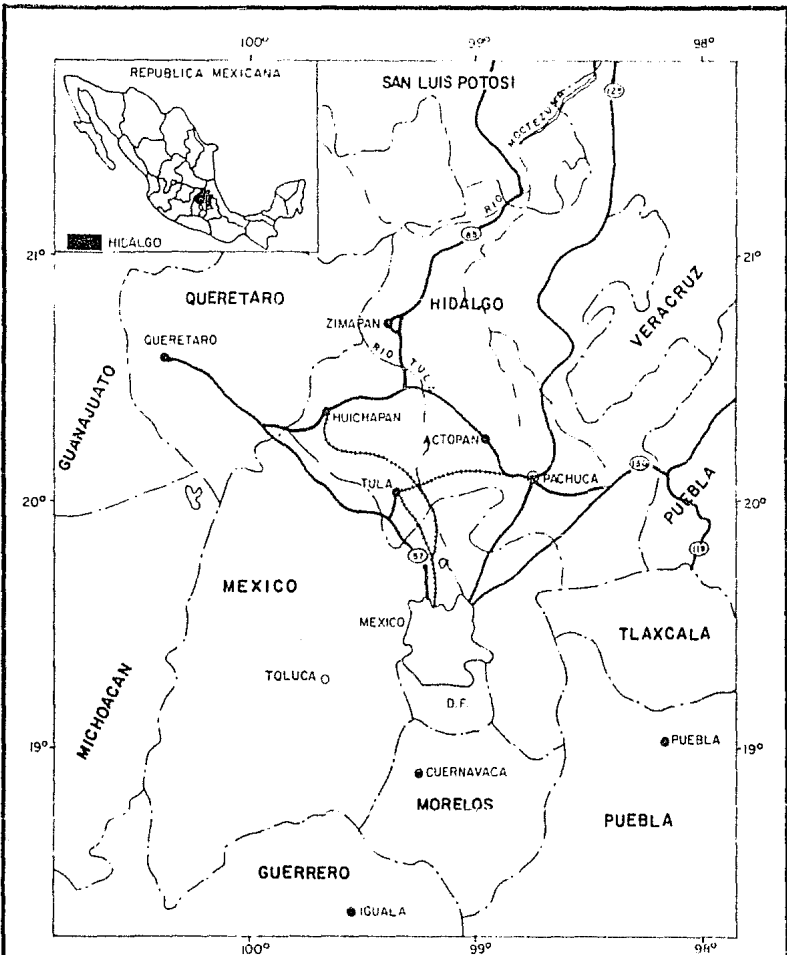 100° 99° 98°
REPUBLICA MEXICANA
HIDALGO
SAN LUIS POTOSI
MOCTEZUMA
RIO
85
21° 21°
QUERETARO
HIDALGO
VERACRUZ
ZIMAPAN
QUERETARO
RIO TULA
GUANAJUATO
HUICHAPAN
ACTOPAN
TULA
PACHUCA
20° 20°
PUEBLA
57
MEXICO
MEXICO
TLAXCALA
TOLUCA
D.F.
MICHOACAN
19° 19°
PUEBLA
CUERNAVACA
MORELOS
PUEBLA
GUERRERO
IGUALA
100° 99°